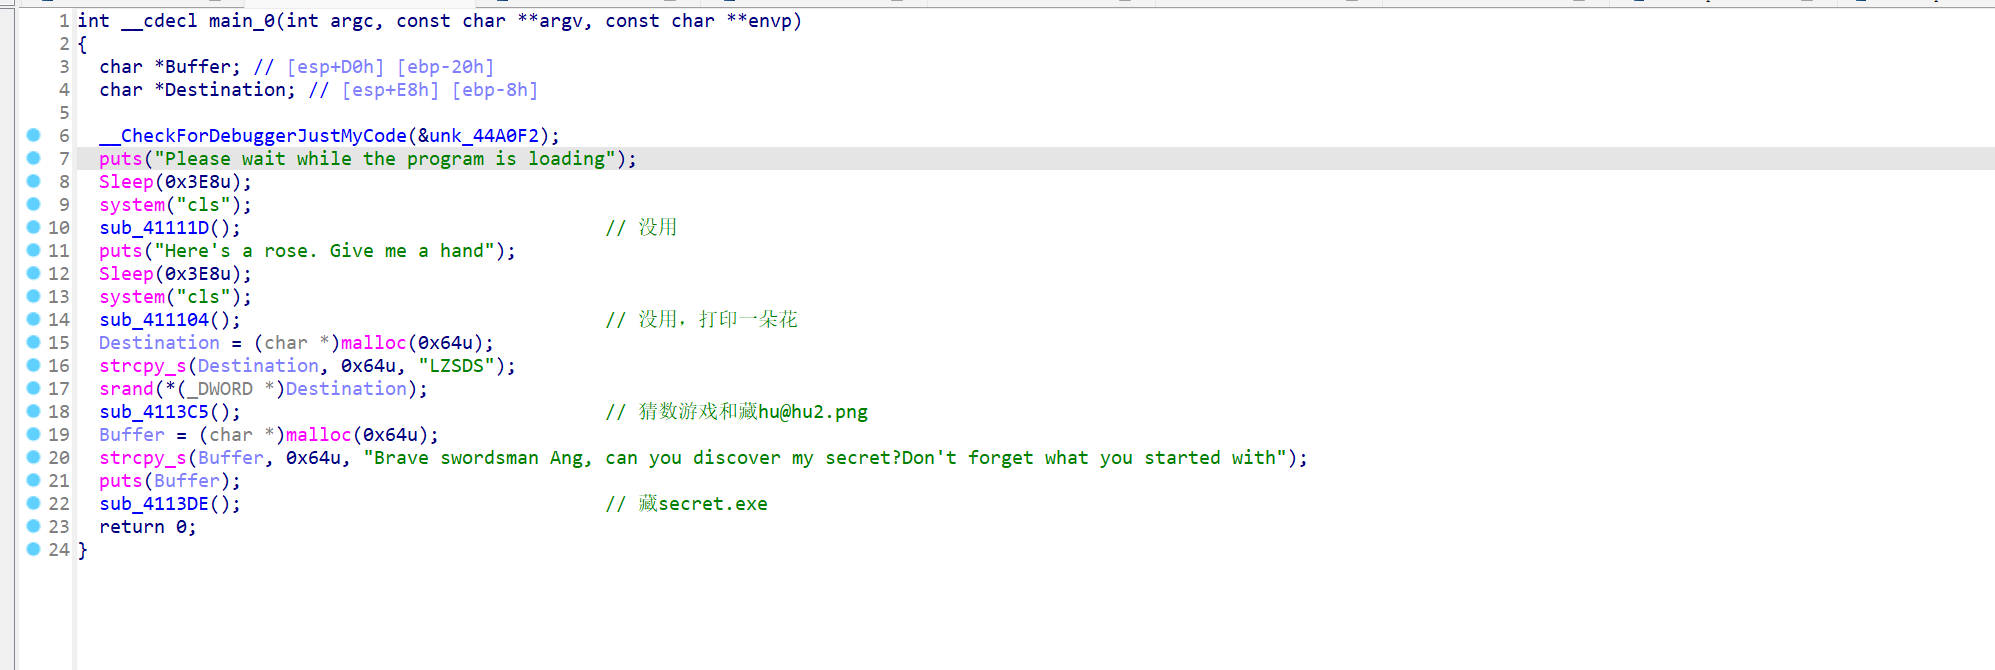 1 int __cdecl main_0(int argc, const char **argv, const char **envp)
2 {
3   char *Buffer; // [esp+D0h] [ebp-20h]
4   char *Destination; // [esp+E8h] [ebp-8h]
5
6   __CheckForDebuggerJustMyCode(&unk_44A0F2);
7   puts("Please wait while the program is loading");
8   Sleep(0x3E8u);
9   system("cls");
10   sub_41111D();                                 // 没用
11   puts("Here's a rose. Give me a hand");
12   Sleep(0x3E8u);
13   system("cls");
14   sub_411104();                                 // 没用，打印一朵花
15   Destination = (char *)malloc(0x64u);
16   strcpy_s(Destination, 0x64u, "LZSDS");
17   srand(*(_DWORD *)Destination);
18   sub_4113C5();                                 // 猜数游戏和藏hu@hu2.png
19   Buffer = (char *)malloc(0x64u);
20   strcpy_s(Buffer, 0x64u, "Brave swordsman Ang, can you discover my secret?Don't forget what you started with");
21   puts(Buffer);
22   sub_4113DE();                                 // 藏secret.exe
23   return 0;
24 }